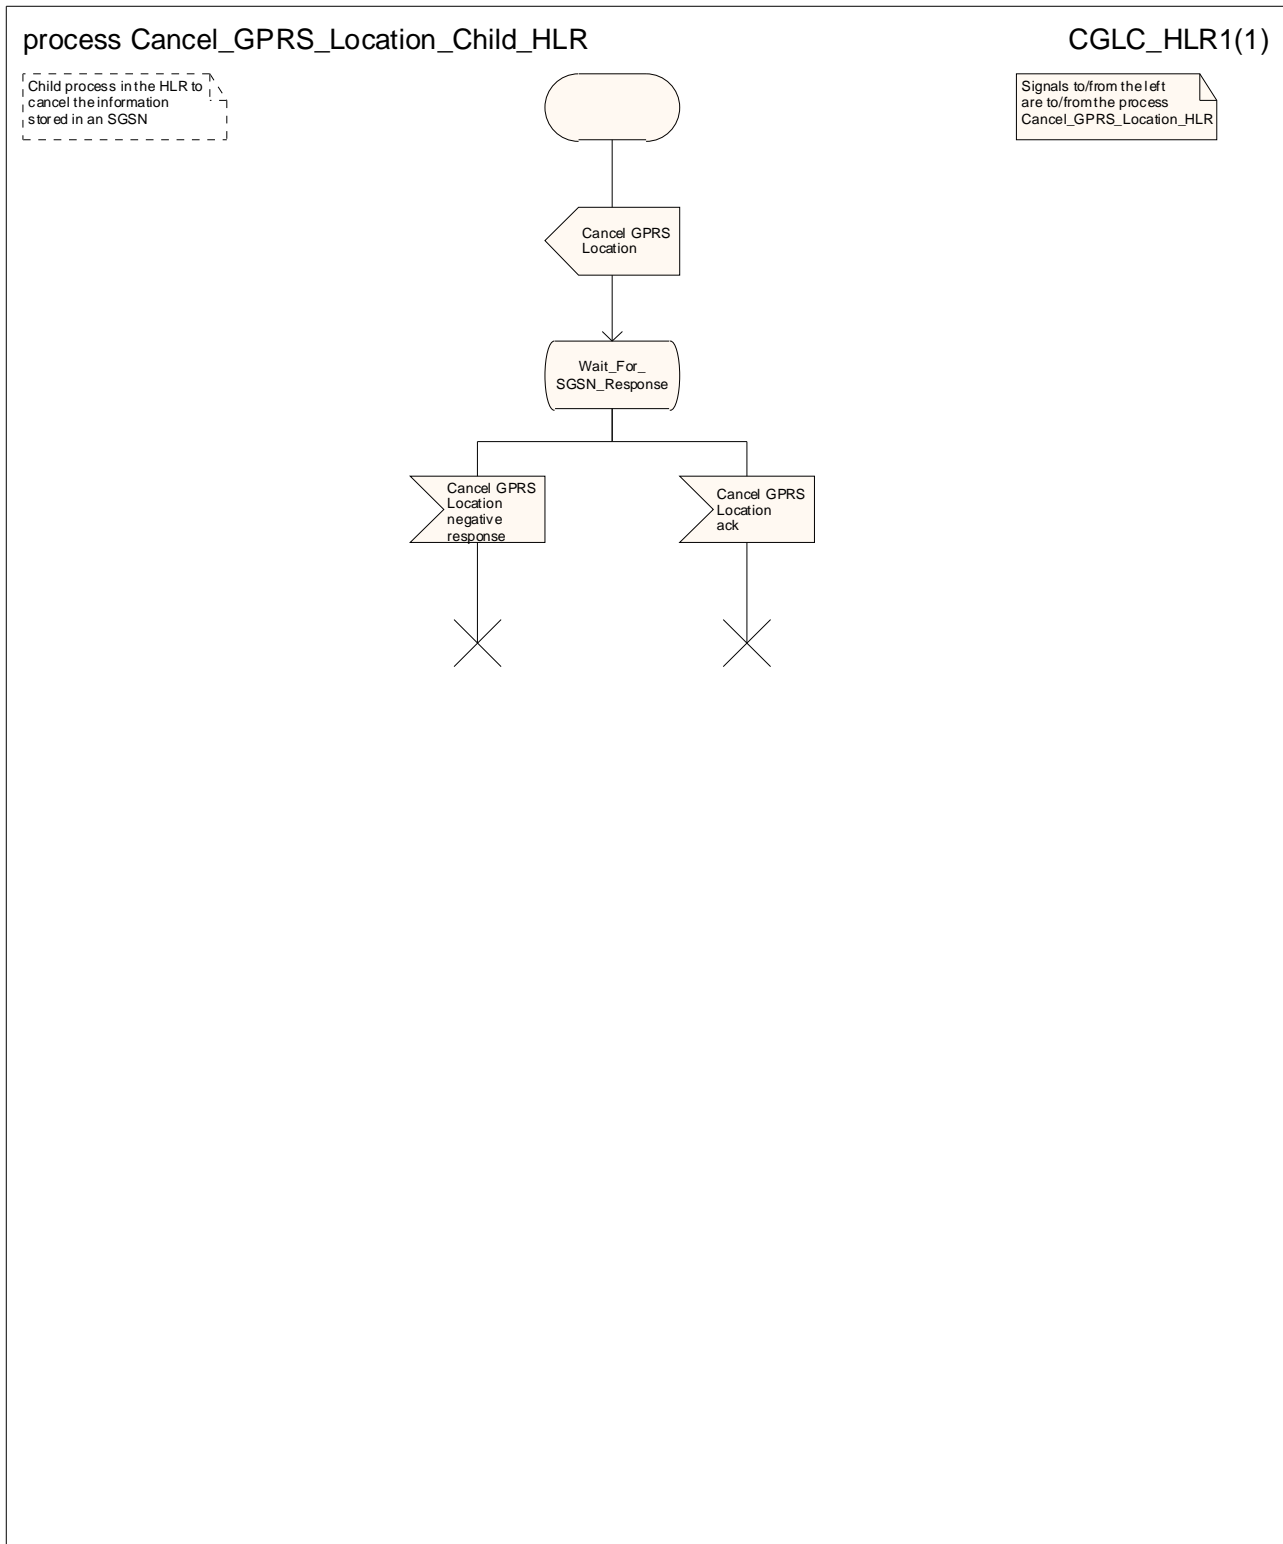 process Cancel_GPRS_Location_Child_HLR
CGLC_HLR1(1)
Child process in the HLR to
cancel the information
stored in an SGSN
Signals to/from the left
are to/from the process
Cancel_GPRS_Location_HLR
Cancel GPRS
Location
Wait_For_
SGSN_Response
Cancel GPRS
Location
negative
response
Cancel GPRS
Location
ack